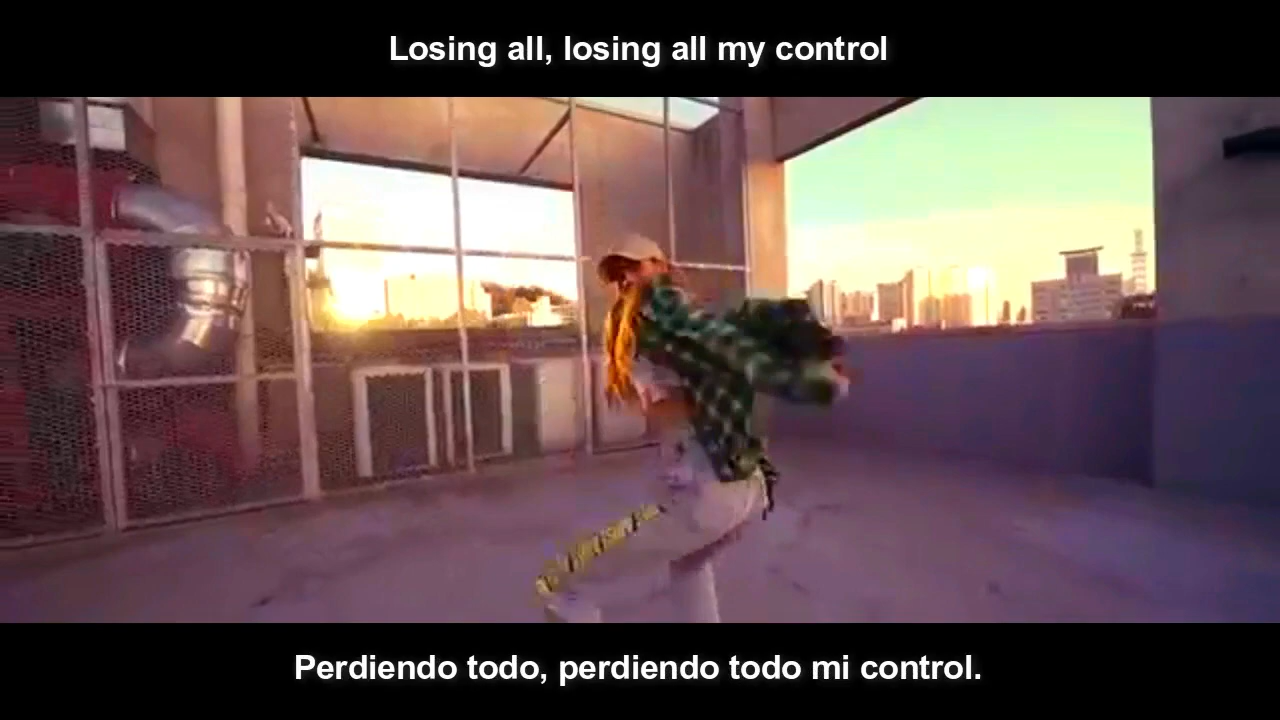 Losing all, losing all my control
Perdiendo todo, perdiendo todo mi control.